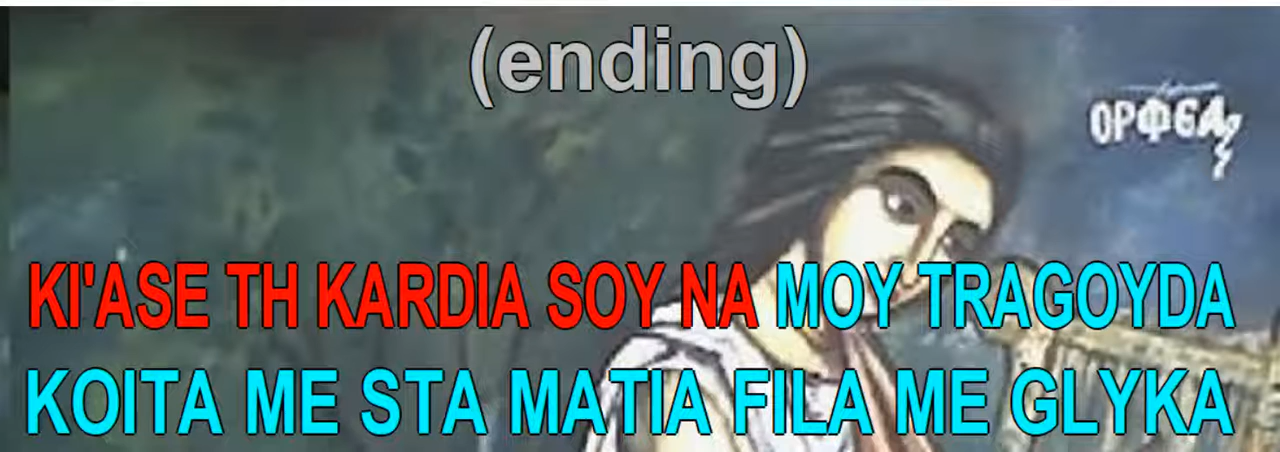 (ending)
ΟΡΦΕΑς
KI'ASE TH KARDIA SOY NA MOY TRAGOYDA
KOITA ME STA MATIA FILA ME GLYKA